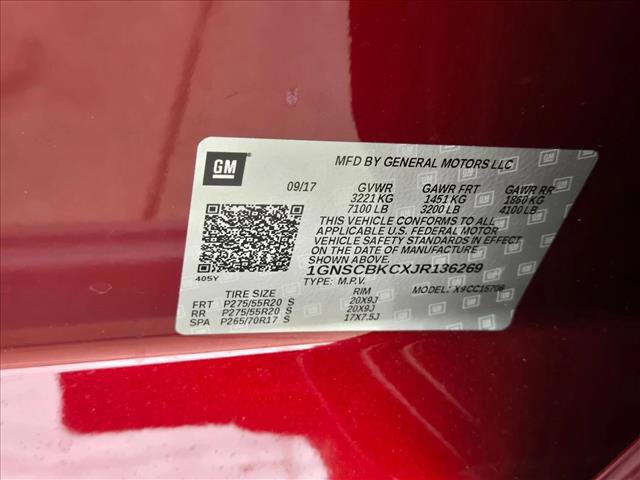 GM
MFD BY GENERAL MOTORS LLC
09/17 GVWR GAWR FRT GAWR RR
3221 KG 1451 KG 1860 KG
7100 LB 3200 LB 4100 LB
THIS VEHICLE CONFORMS TO ALL
APPLICABLE U.S. FEDERAL MOTOR
VEHICLE SAFETY STANDARDS IN EFFECT
ON THE DATE OF MANUFACTURE
SHOWN ABOVE.
405Y 1GNSCBKCXJR136269
TYPE: M.P.V. MODEL: X9CC15706
TIRE SIZE RIM
FRT P275/55R20 S 20X9J
RR P275/55R20 S 20X9J
SPA P265/70R17 S 17X7.5J